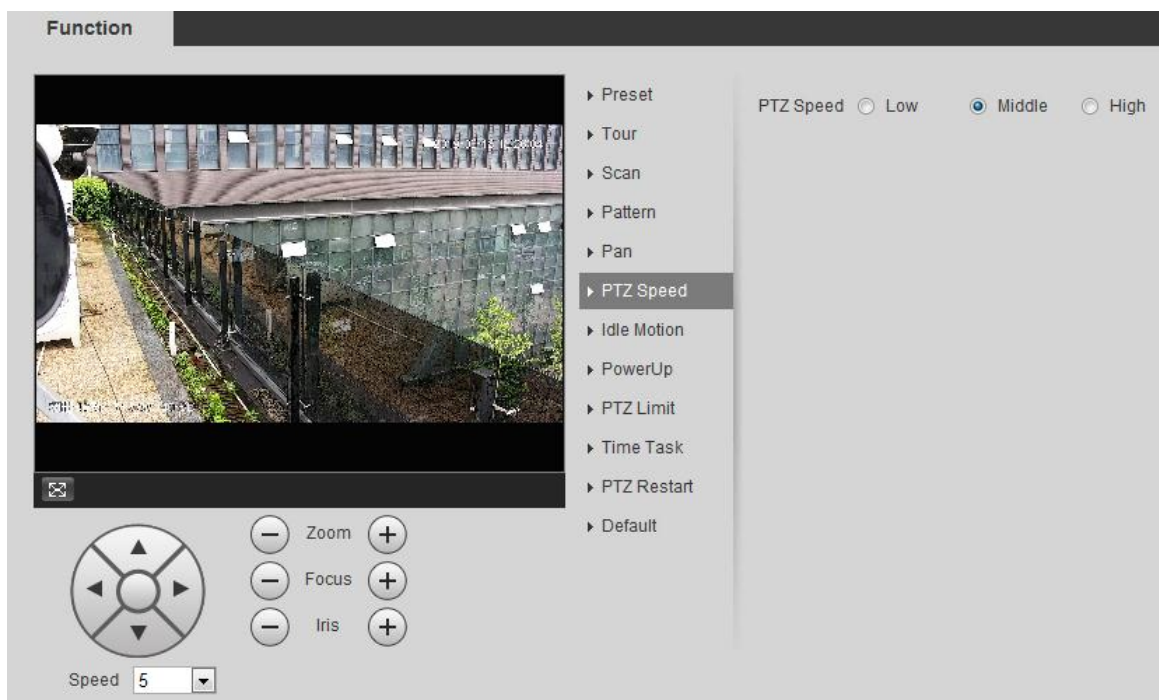 Function
Preset
Tour
Scan
Pattern
Pan
PTZ Speed
Idle Motion
PowerUp
PTZ Limit
Time Task
PTZ Restart
Default
PTZ Speed Low Middle High
Zoom
Focus
Iris
Speed 5